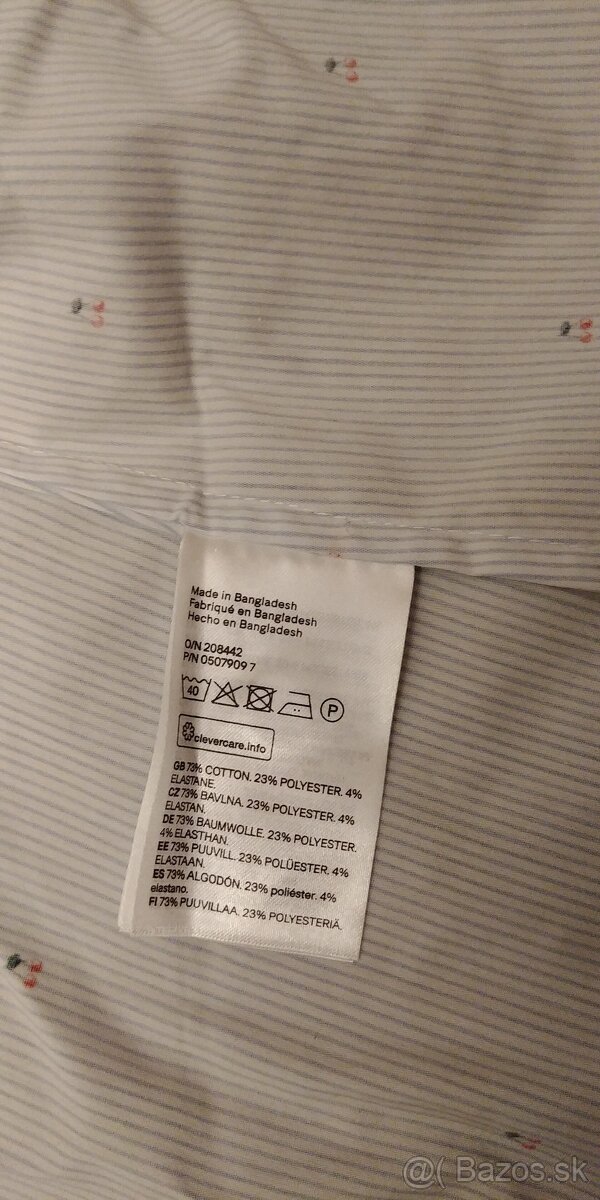 Made in Bangladesh
Fabriqué en Bangladesh
Hecho en Bangladesh
O/N 208442
P/N 0507909 7
40
P
clevercare.info
GB 73% COTTON. 23% POLYESTER. 4%
ELASTANE.
CZ 73% BAVLNA. 23% POLYESTER. 4%
ELASTAN.
DE 73% BAUMWOLLE. 23% POLYESTER.
4% ELASTHAN.
EE 73% PUUVILL. 23% POLÜESTER. 4%
ELASTAAN.
ES 73% ALGODÓN. 23% poliéster. 4%
elastano.
FI 73% PUUVILLAA. 23% POLYESTERIÄ.
@( Bazos.sk